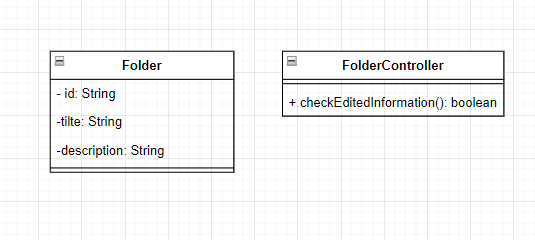 Folder
- id: String
-tilte: String
-description: String
FolderController
+ checkEditedInformation(): boolean